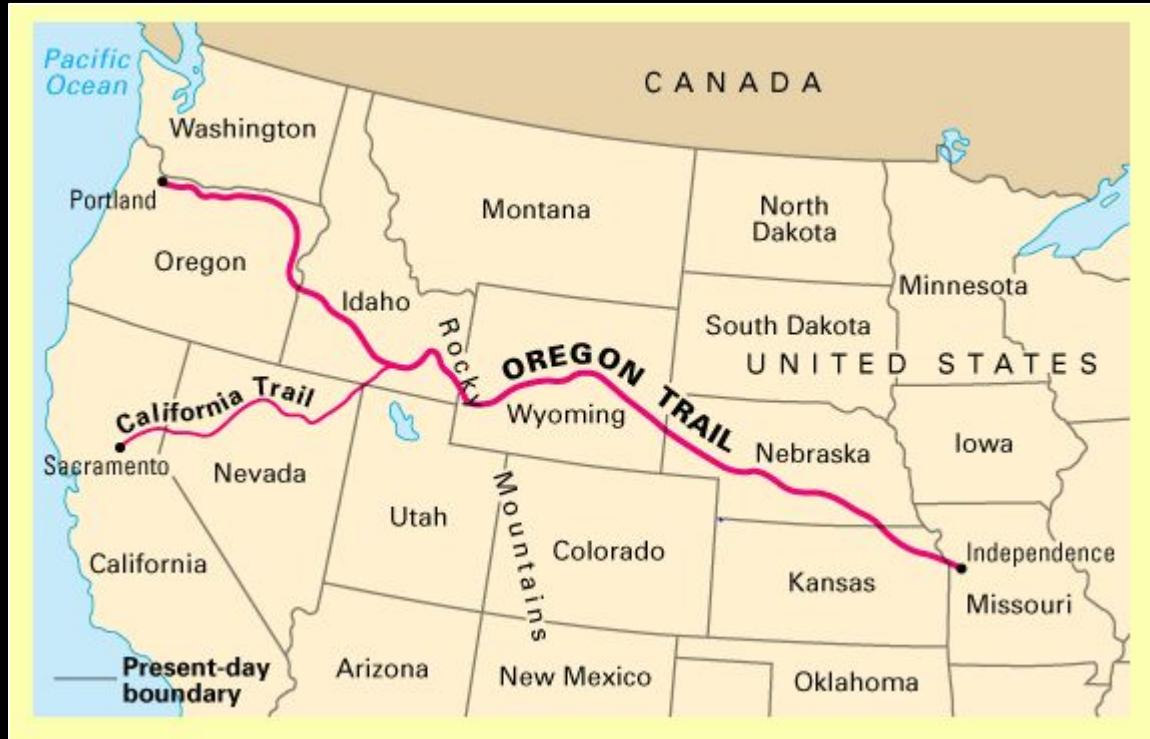 Pacific
Ocean
CANADA
Washington
Portland
Montana
North
Dakota
Oregon
Minnesota
Idaho
South Dakota
Rocky
OREGON TRAIL
UNITED STATES
California Trail
Wyoming
Iowa
Sacramento
Nevada
Nebraska
Mountains
Utah
Colorado
Independence
California
Kansas
Missouri
Present-day
boundary
Arizona
New Mexico
Oklahoma